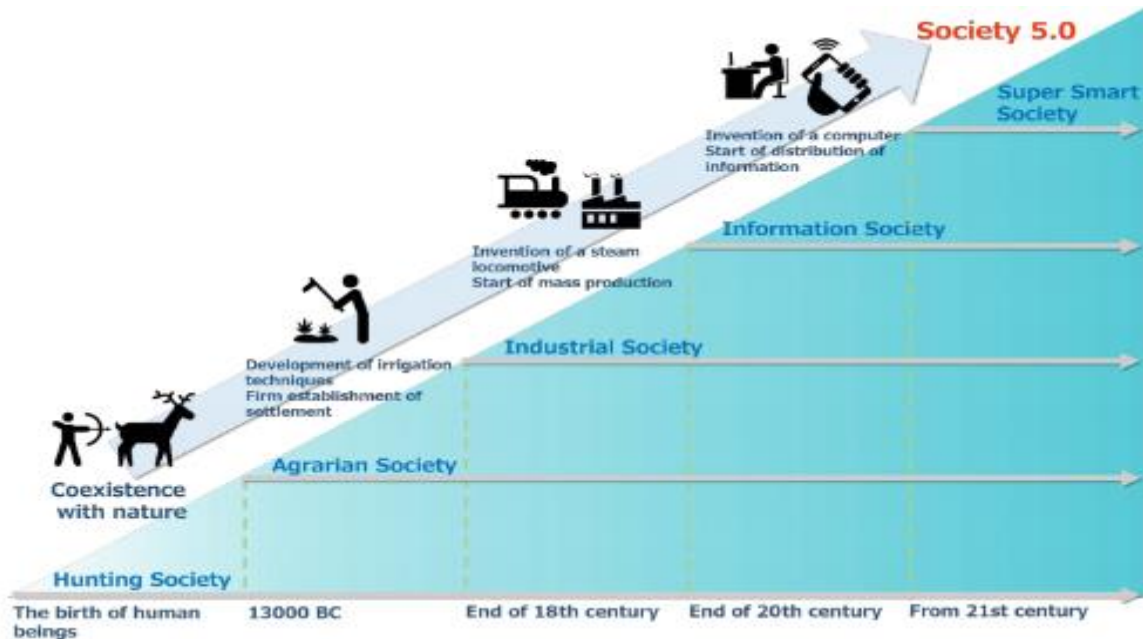 Society 5.0
Super Smart
Society
Invention of a computer
Start of distribution of
information
Information Society
Invention of a steam
locomotive
Start of mass production
Industrial Society
Development of irrigation
techniques
Firm establishment of
settlement
Agrarian Society
Coexistence
with nature
Hunting Society
The birth of human
beings
13000 BC
End of 18th century
End of 20th century
From 21st century